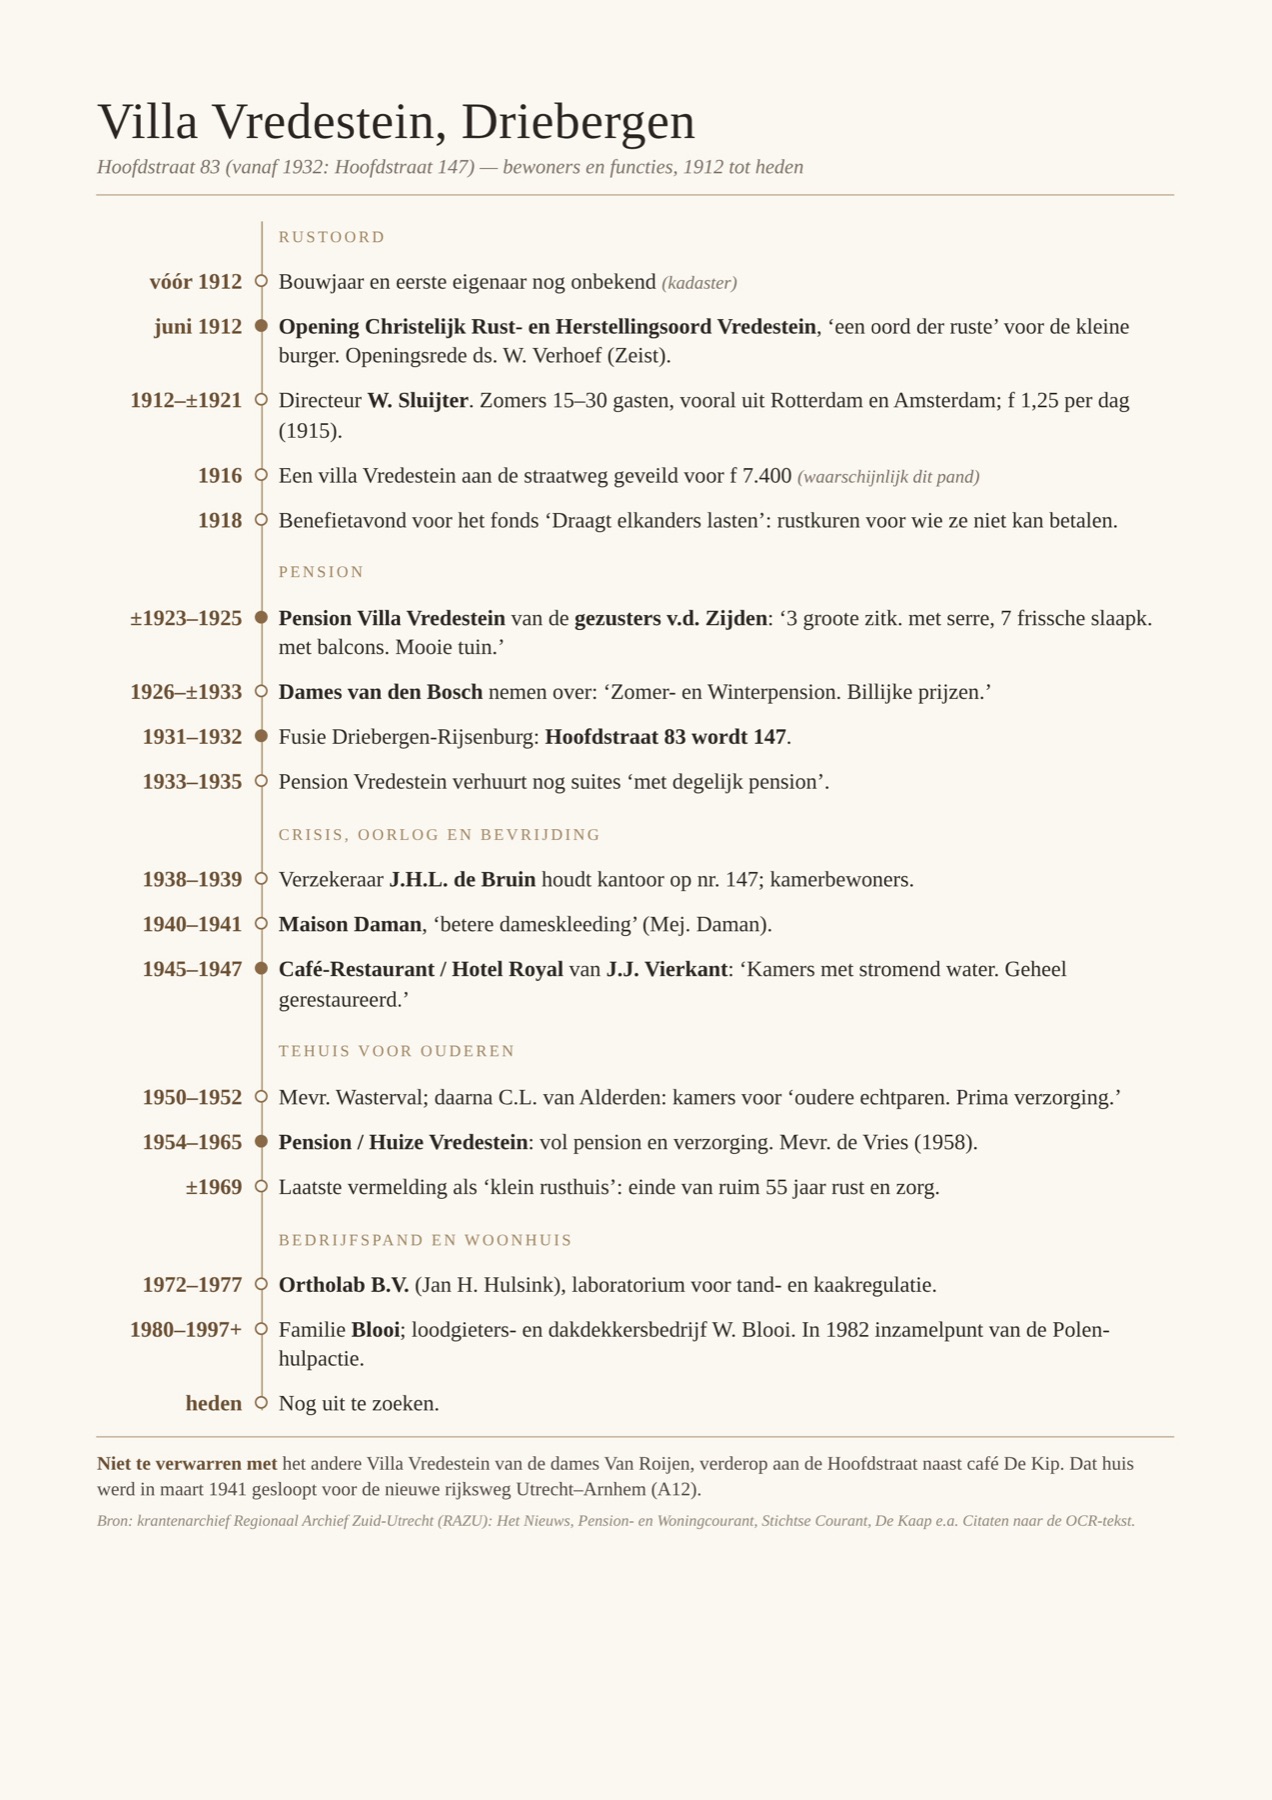 Villa Vredestein, Driebergen
Hoofdstraat 83 (vanaf 1932: Hoofdstraat 147) — bewoners en functies, 1912 tot heden
RUSTOORD
vóór 1912 Bouwjaar en eerste eigenaar nog onbekend (kadaster)
juni 1912 Opening Christelijk Rust- en Herstellingsoord Vredestein, ‘een oord der ruste’ voor de kleine
burger. Openingsrede ds. W. Verhoef (Zeist).
1912–±1921 Directeur W. Sluijter. Zomers 15–30 gasten, vooral uit Rotterdam en Amsterdam; f 1,25 per dag
(1915).
1916 Een villa Vredestein aan de straatweg geveild voor f 7.400 (waarschijnlijk dit pand)
1918 Benefietavond voor het fonds ‘Draagt elkanders lasten’: rustkuren voor wie ze niet kan betalen.
PENSION
±1923–1925 Pension Villa Vredestein van de gezusters v.d. Zijden: ‘3 groote zitk. met serre, 7 frissche slaapk.
met balcons. Mooie tuin.’
1926–±1933 Dames van den Bosch nemen over: ‘Zomer- en Winterpension. Billijke prijzen.’
1931–1932 Fusie Driebergen-Rijsenburg: Hoofdstraat 83 wordt 147.
1933–1935 Pension Vredestein verhuurt nog suites ‘met degelijk pension’.
CRISIS, OORLOG EN BEVRIJDING
1938–1939 Verzekeraar J.H.L. de Bruin houdt kantoor op nr. 147; kamerbewoners.
1940–1941 Maison Daman, ‘betere dameskleeding’ (Mej. Daman).
1945–1947 Café-Restaurant / Hotel Royal van J.J. Vierkant: ‘Kamers met stromend water. Geheel
gerestaureerd.’
TEHUIS VOOR OUDEREN
1950–1952 Mevr. Wasterval; daarna C.L. van Alderden: kamers voor ‘oudere echtparen. Prima verzorging.’
1954–1965 Pension / Huize Vredestein: vol pension en verzorging. Mevr. de Vries (1958).
±1969 Laatste vermelding als ‘klein rusthuis’: einde van ruim 55 jaar rust en zorg.
BEDRIJFSPAND EN WOONHUIS
1972–1977 Ortholab B.V. (Jan H. Hulsink), laboratorium voor tand- en kaakregulatie.
1980–1997+ Familie Blooi; loodgieters- en dakdekkersbedrijf W. Blooi. In 1982 inzamelpunt van de Polen-
hulpactie.
heden Nog uit te zoeken.
Niet te verwarren met het andere Villa Vredestein van de dames Van Roijen, verderop aan de Hoofdstraat naast café De Kip. Dat huis
werd in maart 1941 gesloopt voor de nieuwe rijksweg Utrecht–Arnhem (A12).
Bron: krantenarchief Regionaal Archief Zuid-Utrecht (RAZU): Het Nieuws, Pension- en Woningcourant, Stichtse Courant, De Kaap e.a. Citaten naar de OCR-tekst.